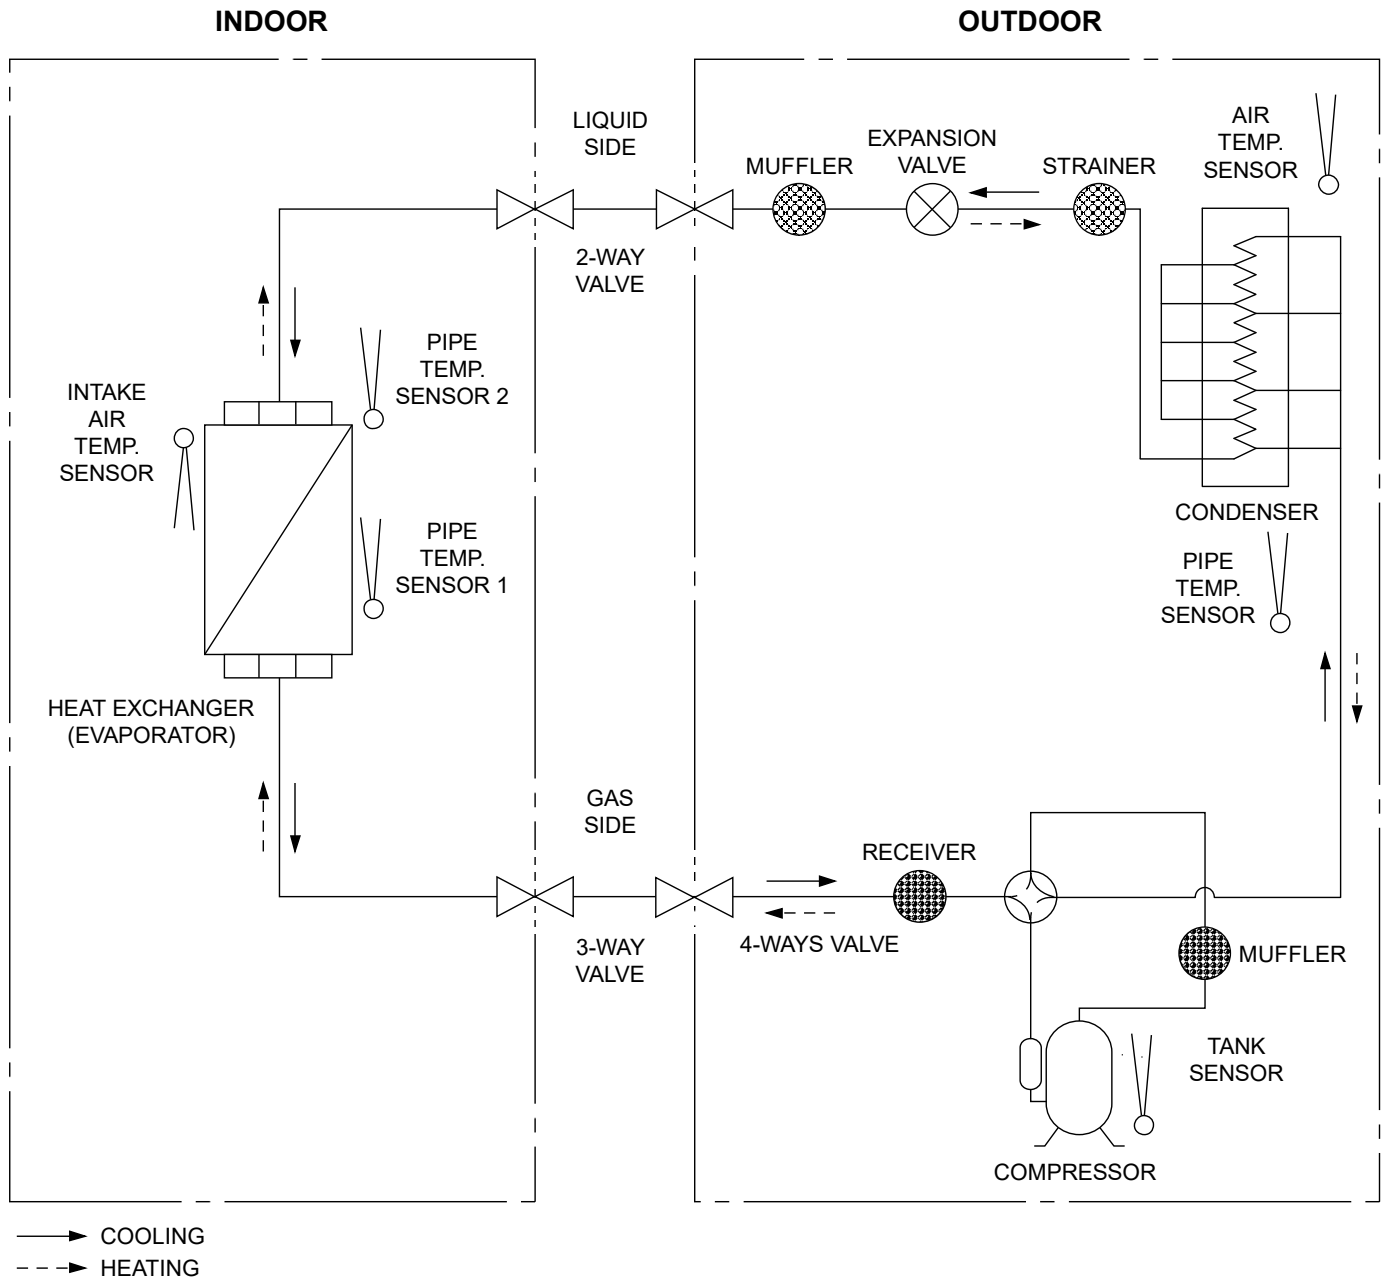 INDOOR
OUTDOOR
LIQUID
SIDE
MUFFLER
EXPANSION
VALVE
STRAINER
AIR
TEMP.
SENSOR
2-WAY
VALVE
PIPE
TEMP.
SENSOR 2
INTAKE
AIR
TEMP.
SENSOR
PIPE
TEMP.
SENSOR 1
CONDENSER
PIPE
TEMP.
SENSOR
HEAT EXCHANGER
(EVAPORATOR)
GAS
SIDE
RECEIVER
3-WAY
VALVE
4-WAYS VALVE
MUFFLER
TANK
SENSOR
COMPRESSOR
COOLING
HEATING